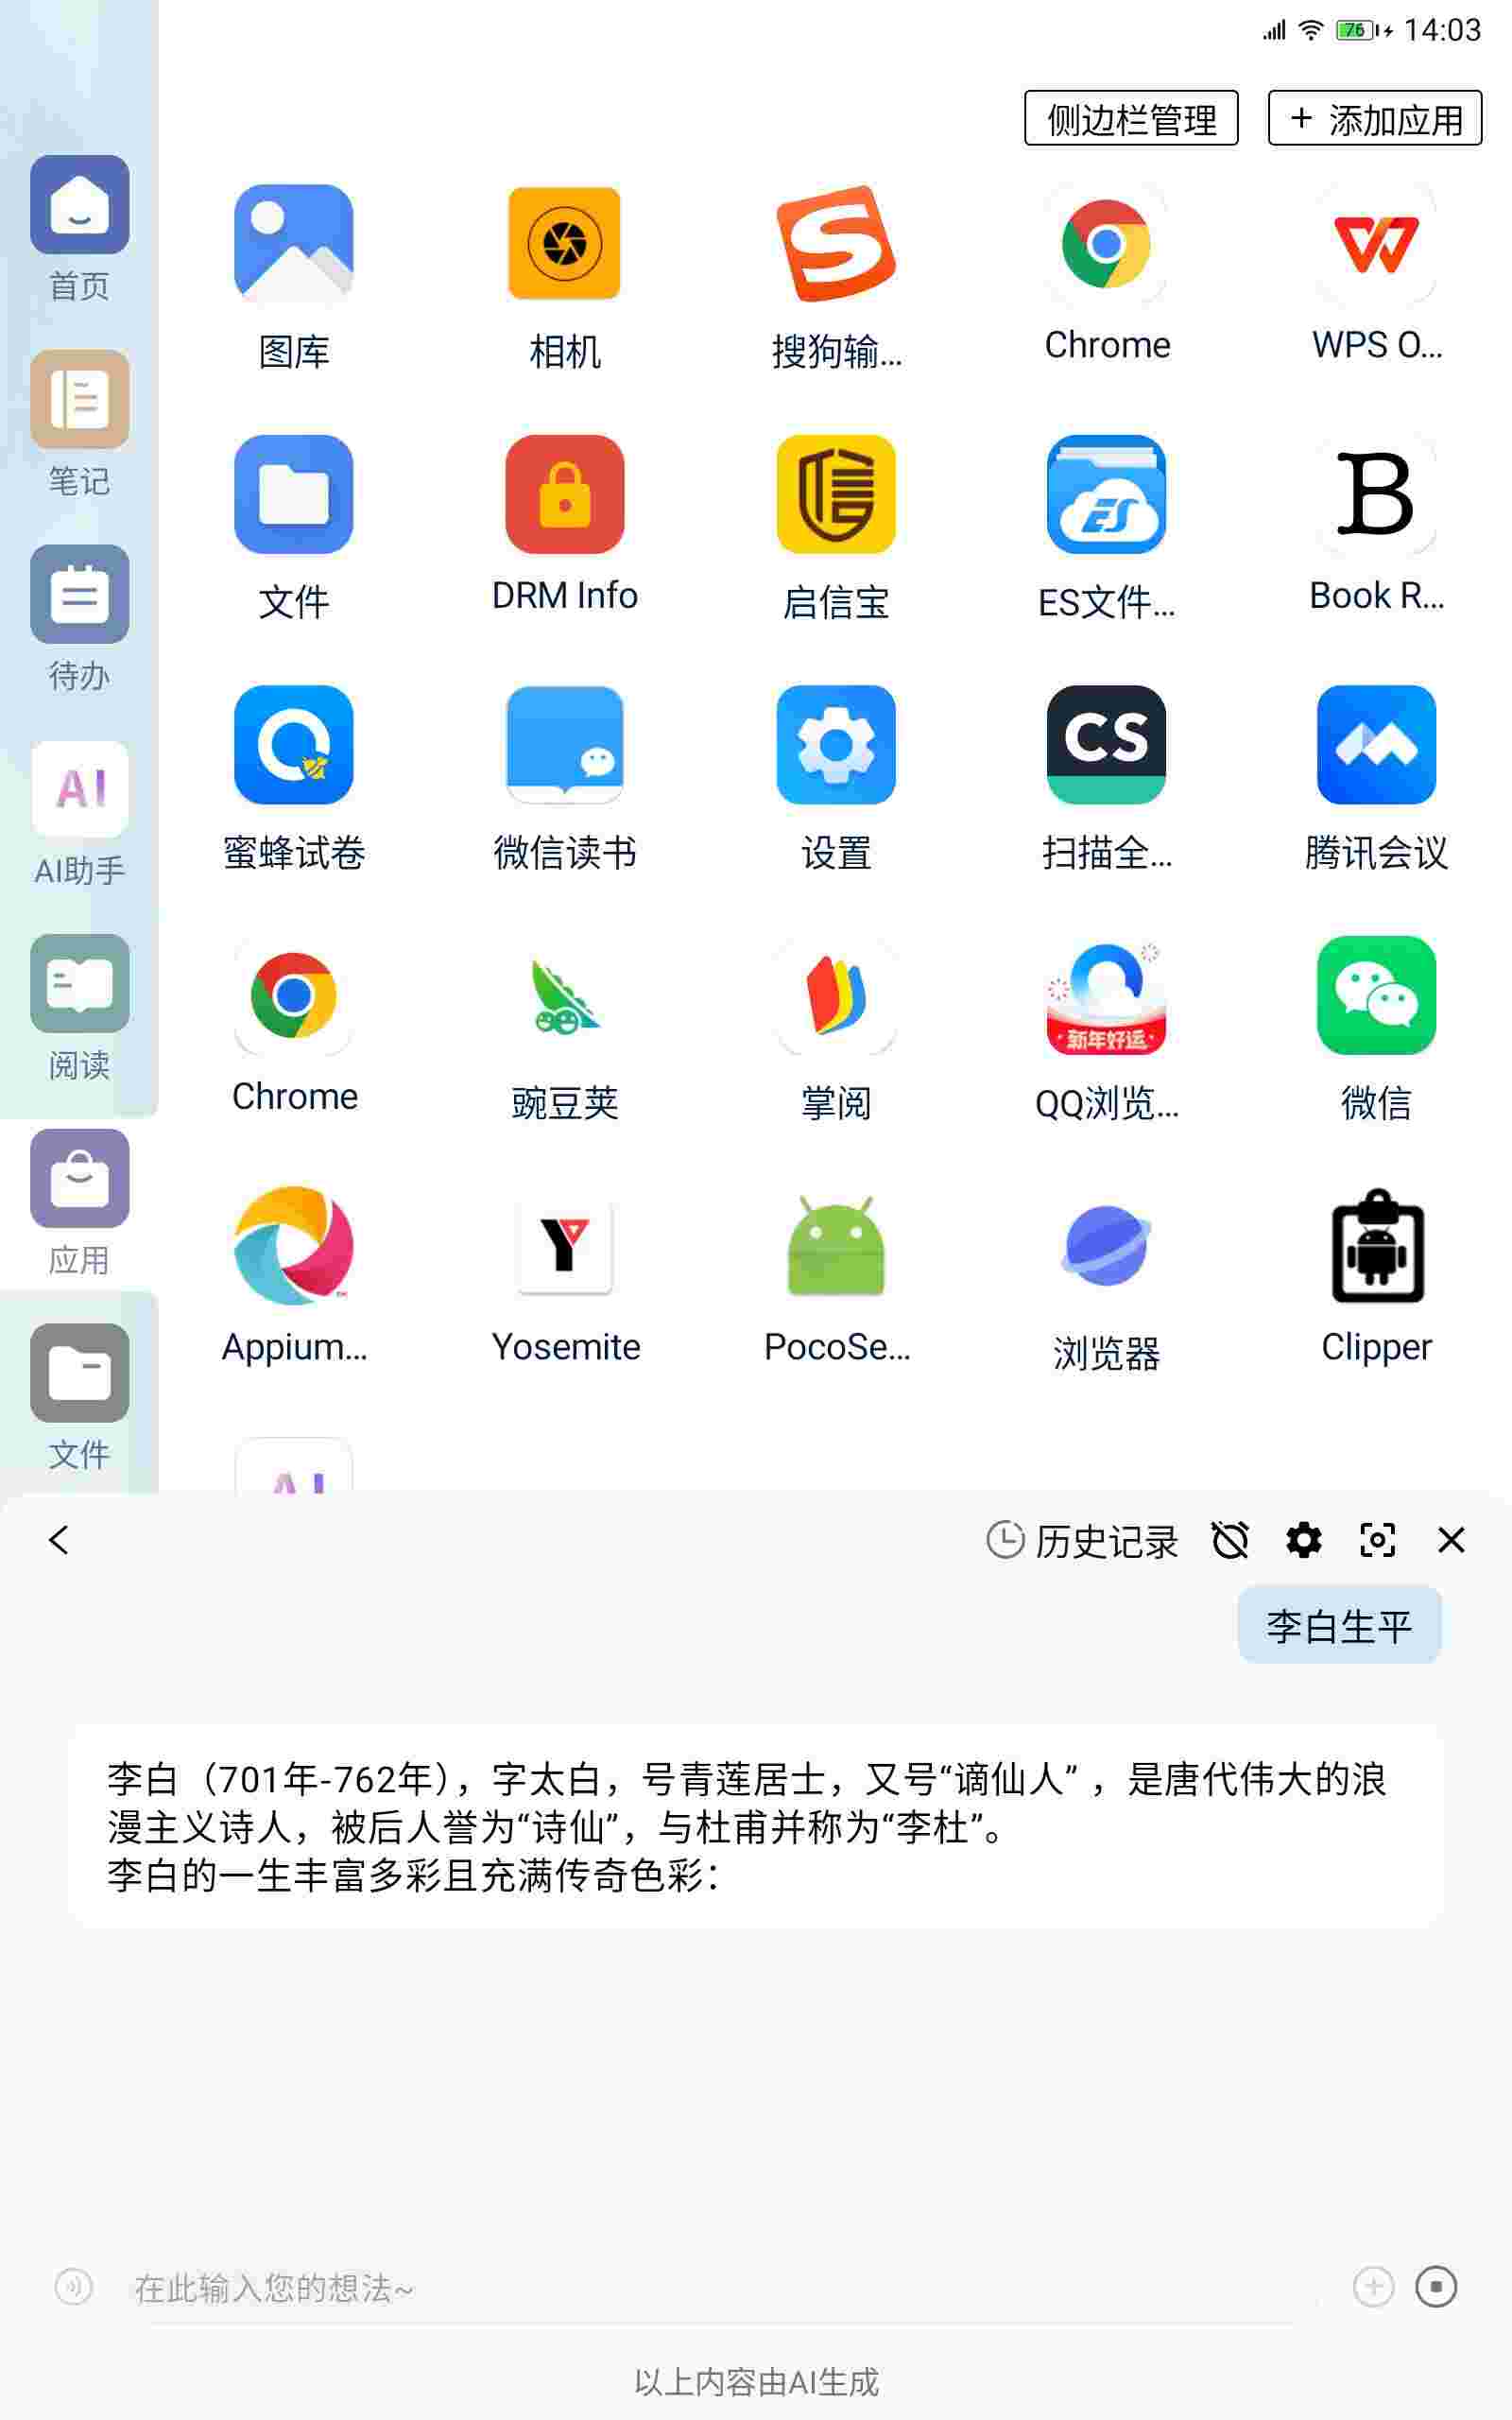 76 14:03
侧边栏管理
+ 添加应用
首页
笔记
待办
AI
AI助手
阅读
应用
文件
图库
相机
搜狗输...
Chrome
WPS O...
文件
DRM Info
信
启信宝
ES
ES文件...
B
Book R...
蜜蜂试卷
微信读书
设置
CS
扫描全...
腾讯会议
Chrome
豌豆荚
掌阅
新年好运
QQ浏览...
微信
Appium...
Y
Yosemite
PocoSe...
浏览器
Clipper
AI
历史记录
李白生平
李白（701年-762年），字太白，号青莲居士，又号“谪仙人” ，是唐代伟大的浪
漫主义诗人，被后人誉为“诗仙”，与杜甫并称为“李杜”。
李白的一生丰富多彩且充满传奇色彩：
在此输入您的想法~
以上内容由AI生成